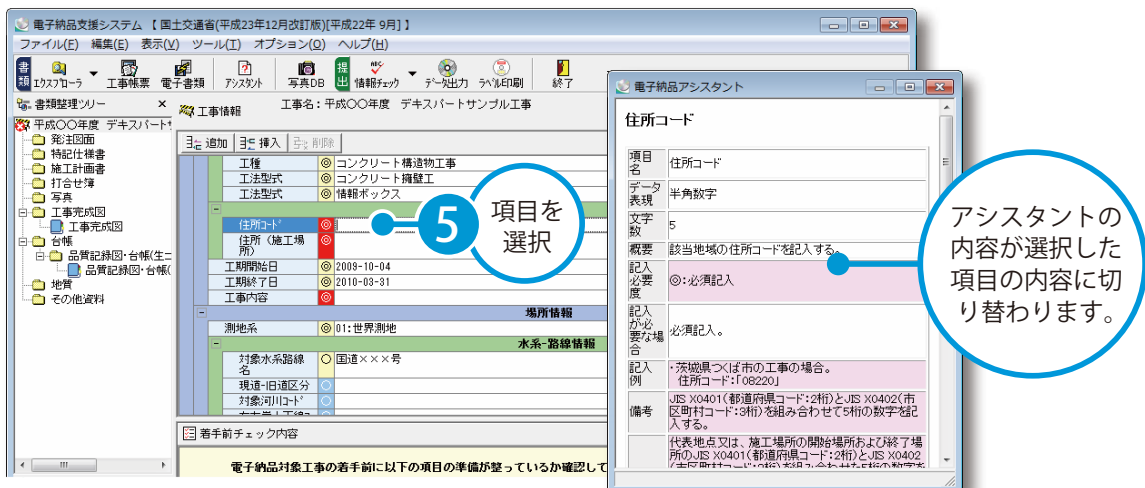 電子納品支援システム 【 国土交通省(平成23年12月改訂版)[平成22年 9月] 】
ファイル(F) 編集(E) 表示(V) ツール(T) オプション(O) ヘルプ(H)
書類 エクスプローラ 工事帳票 電子書類 アシスタント 写真DB 提出 情報チェック データ出力 ラベル印刷 終了
書類整理ツリー ×
平成〇〇年度 デキスパート
発注図面
特記仕様書
施工計画書
打合せ簿
写真
工事完成図
工事完成図
台帳
品質記録図・台帳(生コ
品質記録図・台帳(
地質
その他資料
工事情報 工事名：平成〇〇年度 デキスパートサンプル工事
追加 挿入 削除
工種 ◎ コンクリート構造物工事
工法型式 ◎ コンクリート擁壁工
工法型式 ◎ 情報ボックス
住所コード ◎
住所（施工場
所） ◎
工期開始日 ◎ 2009-10-04
工期終了日 ◎ 2010-03-31
工事内容 ◎
場所情報
測地系 ◎ 01:世界測地
水系-路線情報
対象水系路線
名 ○ 国道×××号
現道-旧道区分 ○
対象河川コード ○
着手前チェック内容
電子納品対象工事の着手前に以下の項目の準備が整っているか確認して
5 項目を
選択
電子納品アシスタント
住所コード
項目
名 住所コード
データ
表現 半角数字
文字
数 5
概要 該当地域の住所コードを記入する。
記入
必要
度 ◎:必須記入
記入
が必
要な場
合 必須記入。
記入
例 ・茨城県つくば市の工事の場合。
住所コード:「08220」
備考 JIS X0401(都道府県コード:2桁)とJIS X0402(市
区町村コード:3桁)を組み合わせて5桁の数字を記
入する。
代表地点又は、施工場所の開始場所および終了場
所のJIS X0401(都道府県コード:2桁)とJIS X0402
(市区町村コード:3桁)を組み合わせた5桁の数字を
アシスタントの
内容が選択した
項目の内容に切
り替わります。